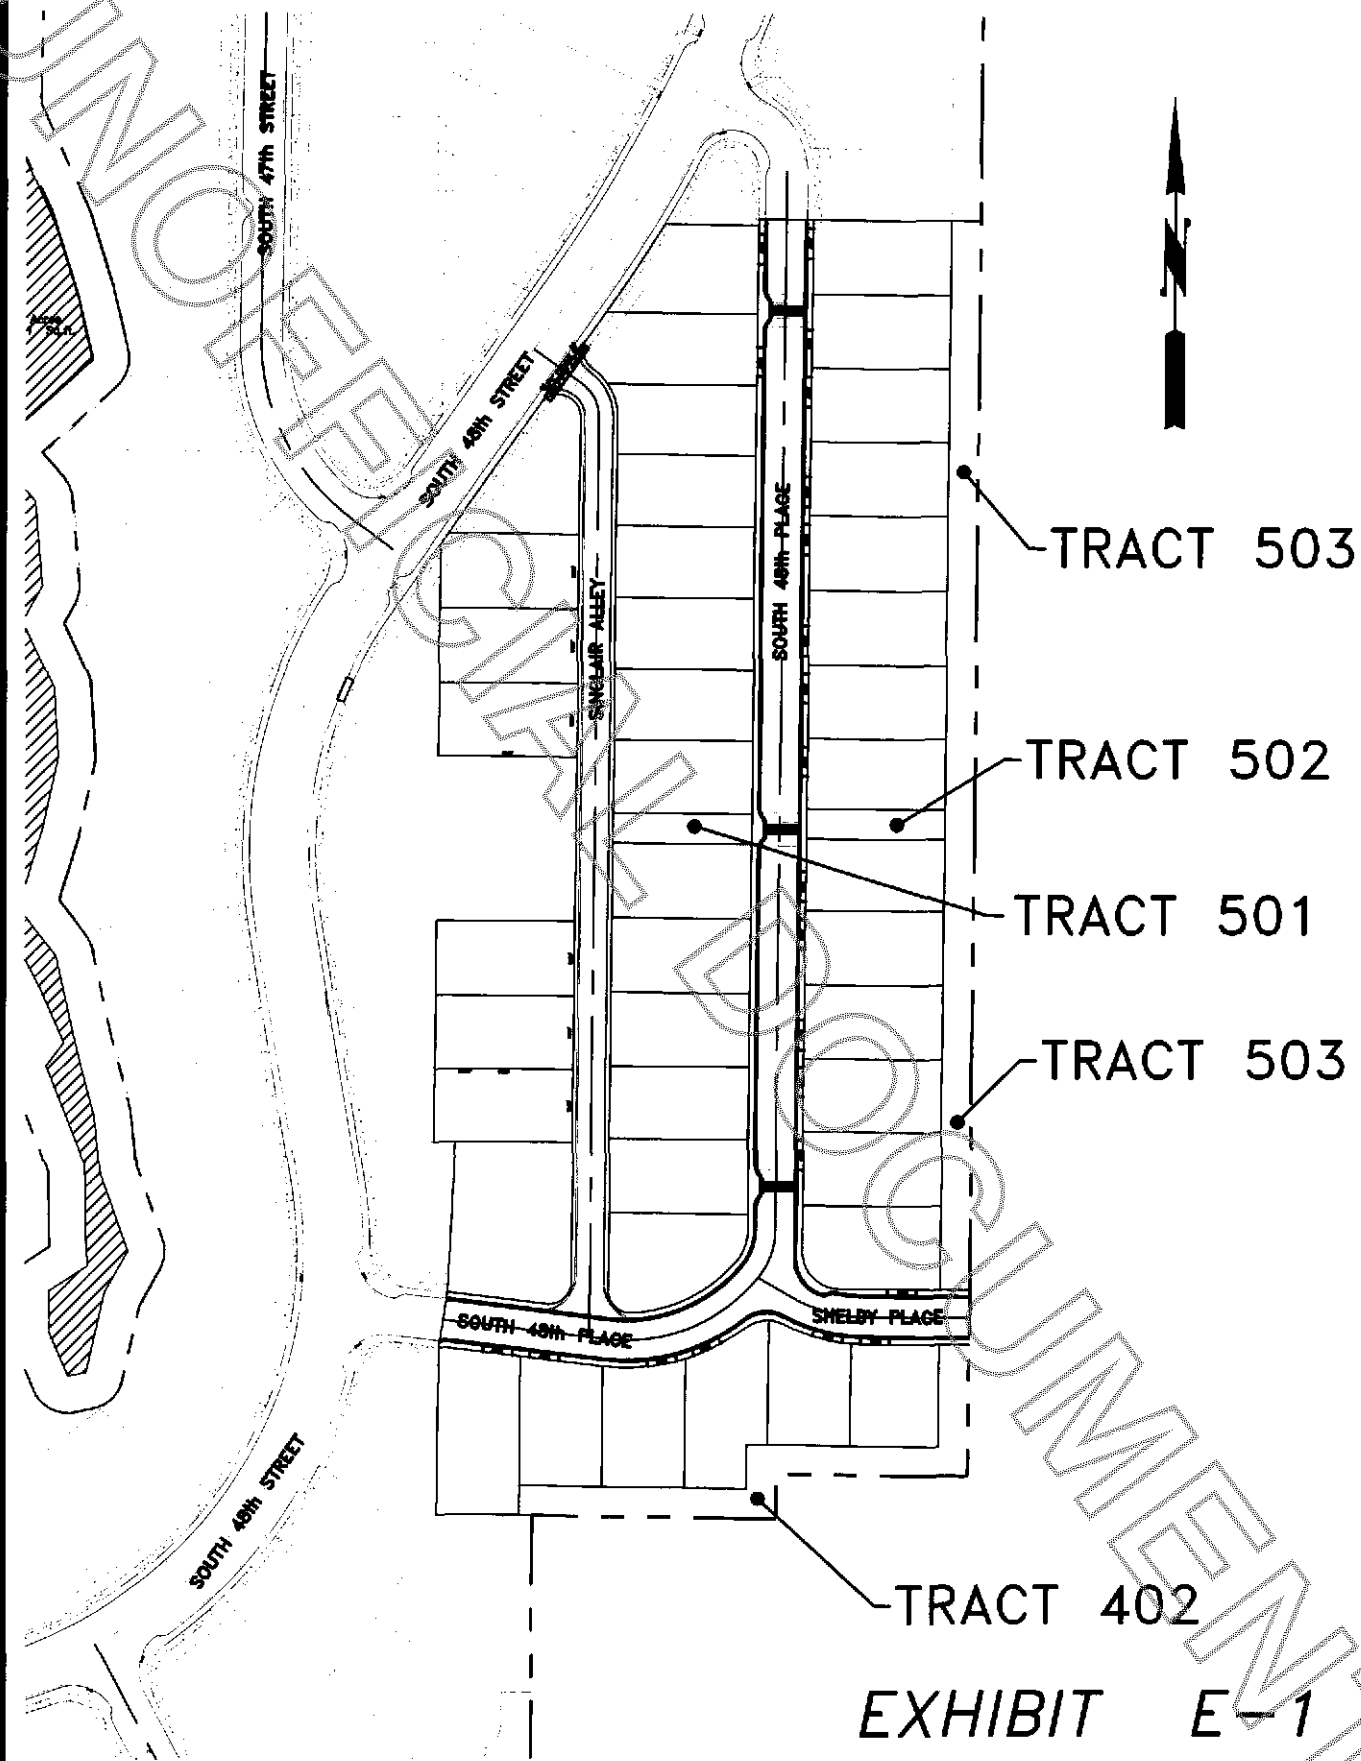 SOUTH 47th STREET
N
SOUTH 48th STREET
TRACT 503
SOUTH 48th PLACE
SINCLAIR ALLEY
TRACT 502
TRACT 501
TRACT 503
SOUTH 48th PLACE
SHELBY PLACE
SOUTH 48th STREET
TRACT 402
EXHIBIT E-1
UNOFFICIAL DOCUMENT